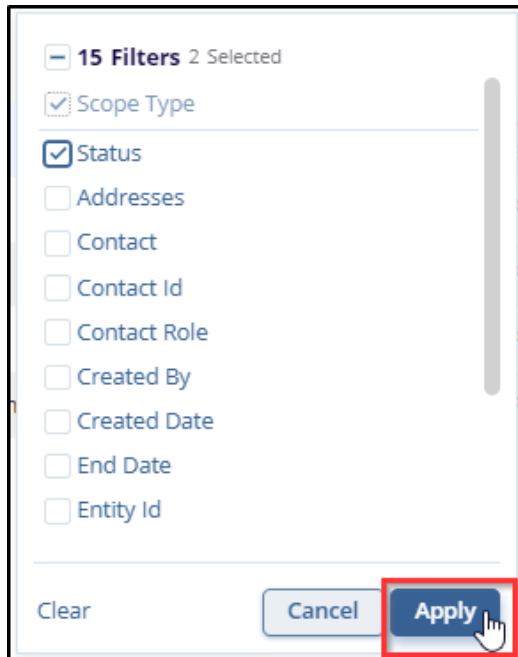 15 Filters 2 Selected
Scope Type
Status
Addresses
Contact
Contact Id
Contact Role
Created By
Created Date
End Date
Entity Id
Clear Cancel Apply